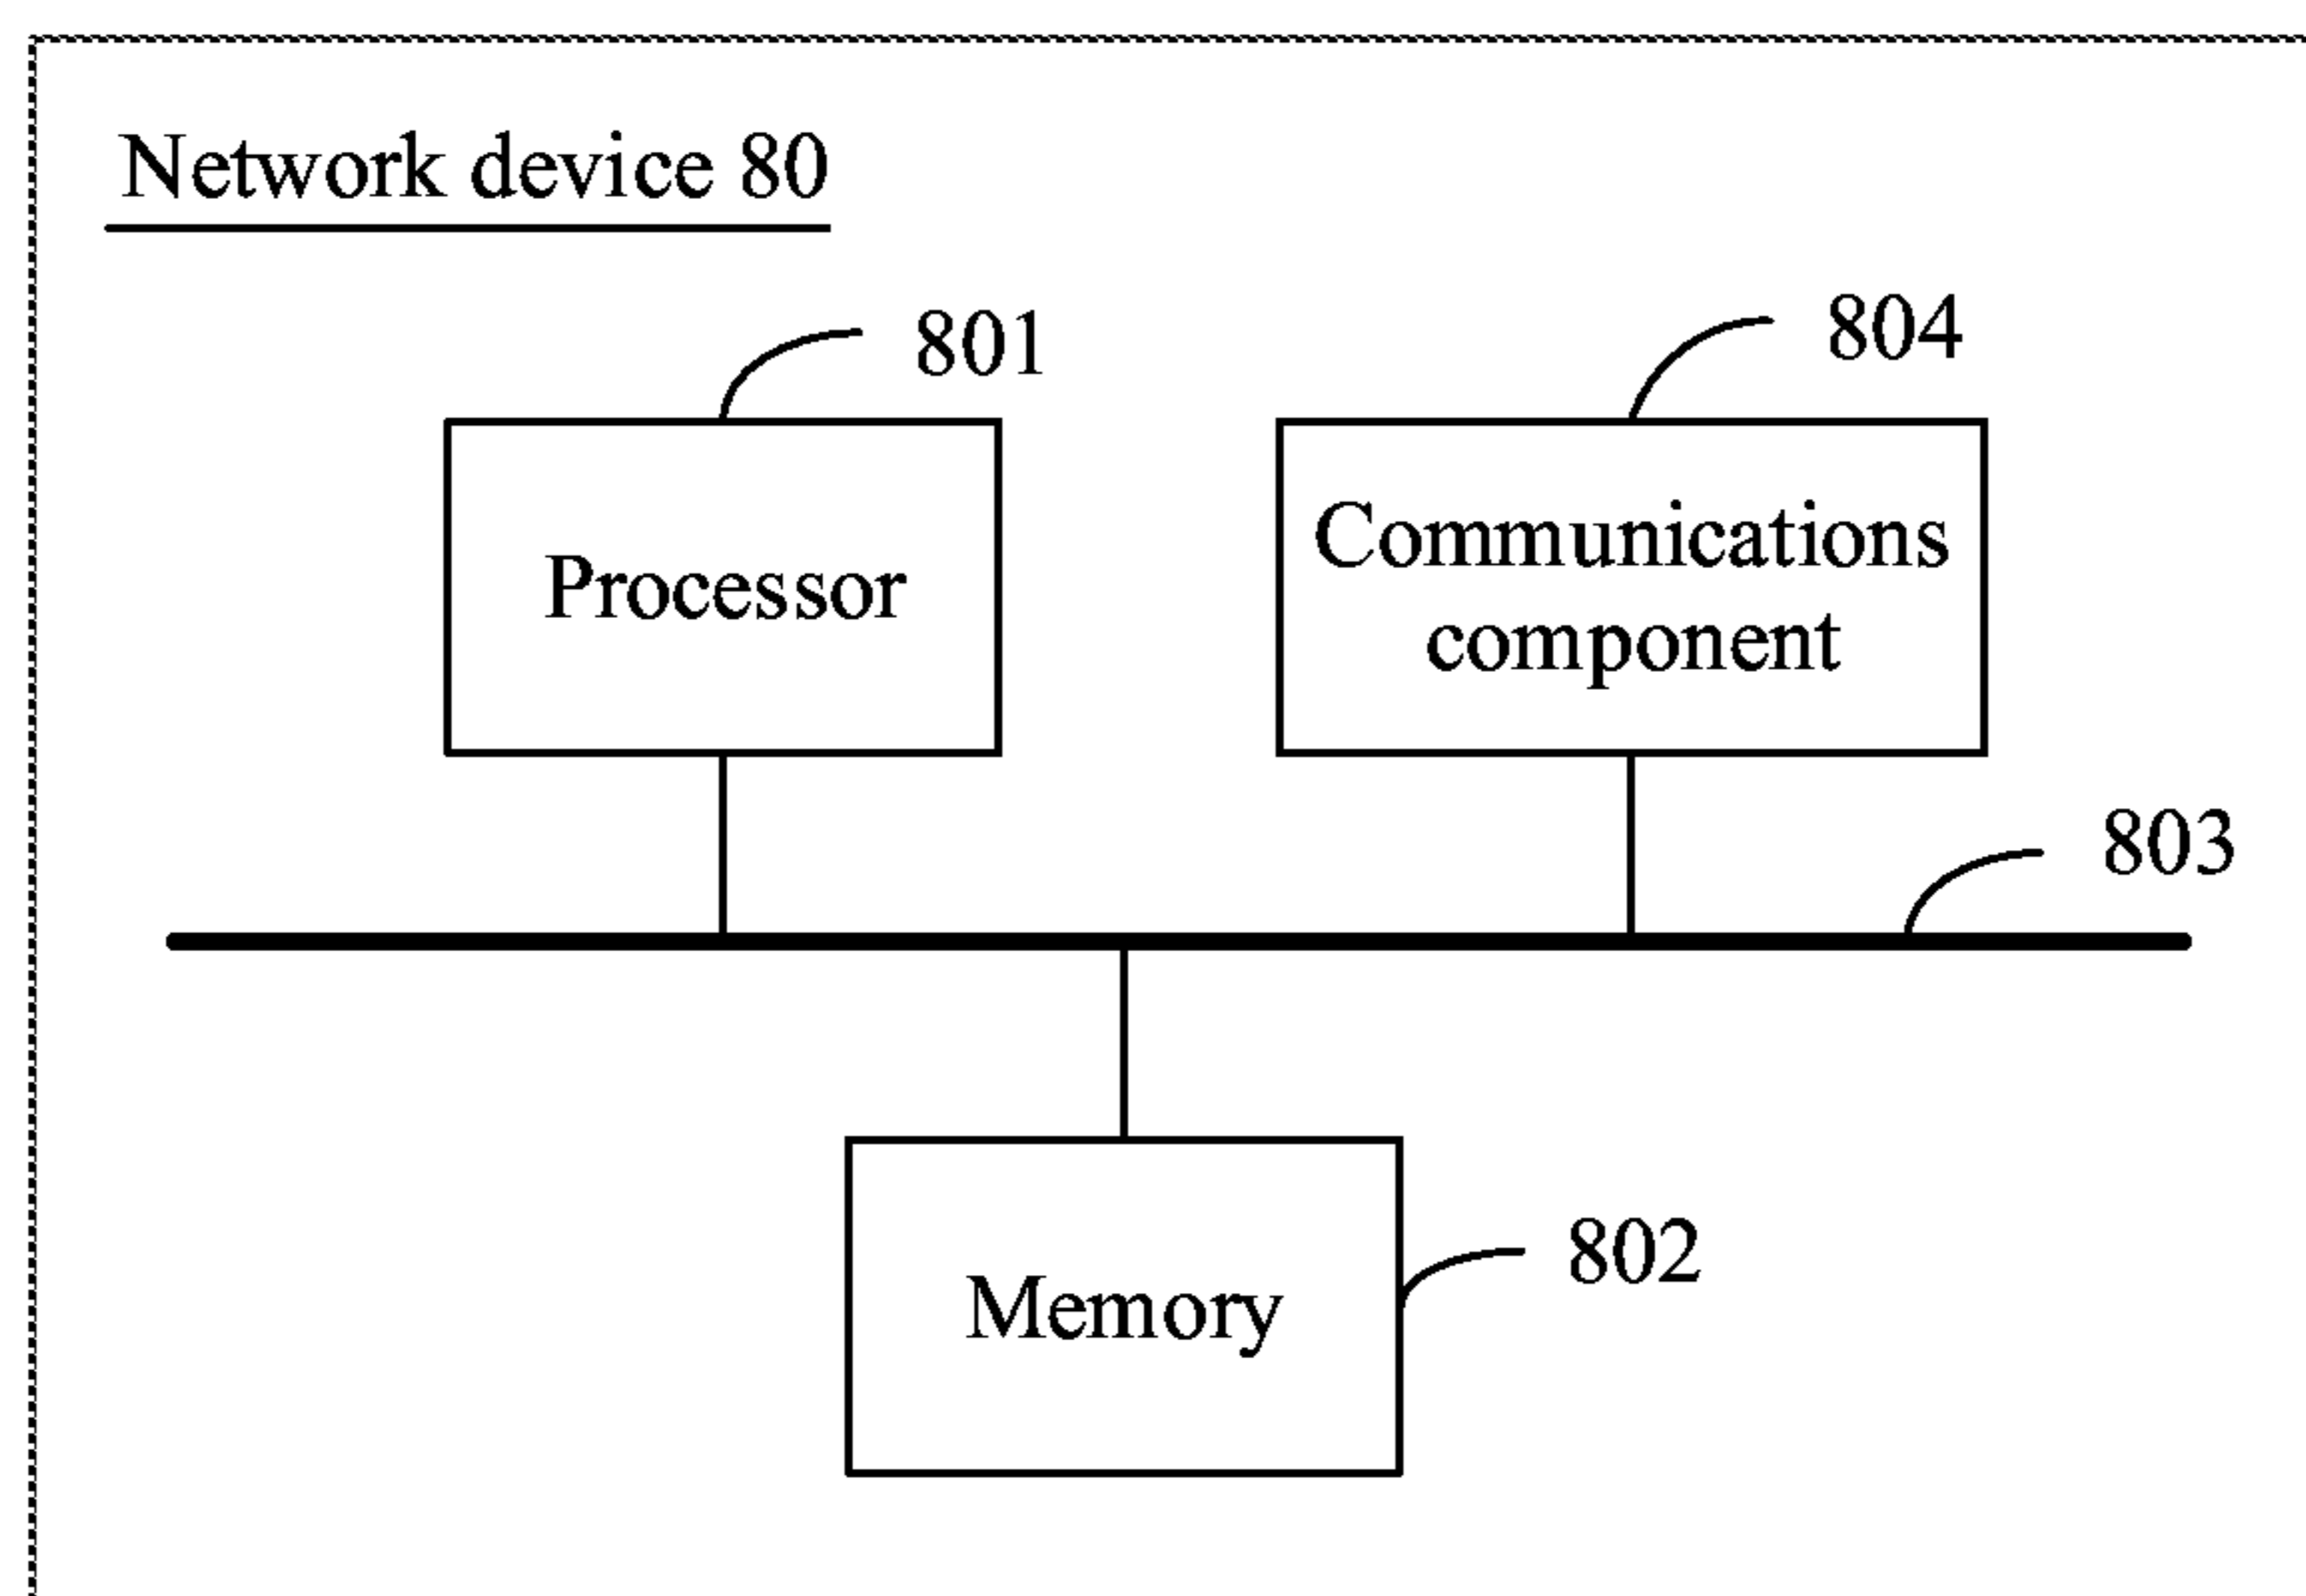 Network device 80
801
804
Processor
Communications
component
803
802
Memory